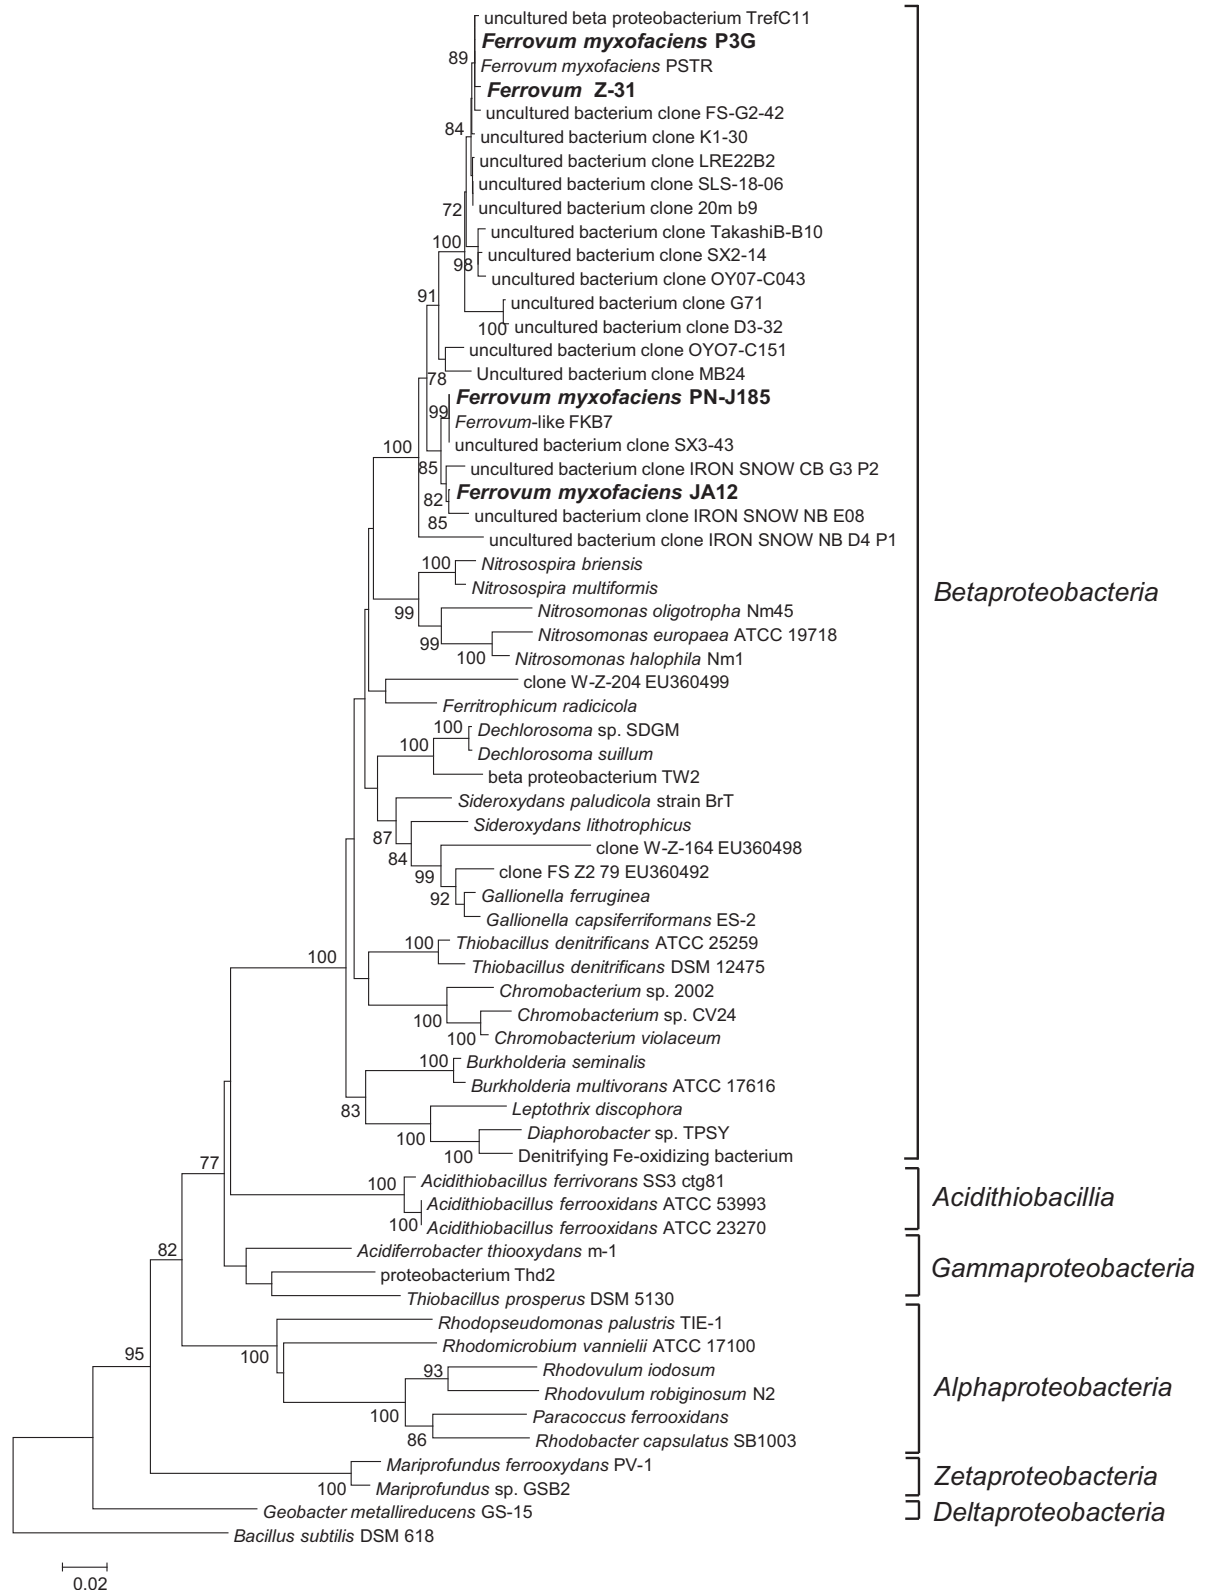 uncultured beta proteobacterium TrefC11
Ferrovum myxofaciens P3G
89
Ferrovum myxofaciens PSTR
Ferrovum Z-31
uncultured bacterium clone FS-G2-42
84
uncultured bacterium clone K1-30
uncultured bacterium clone LRE22B2
uncultured bacterium clone SLS-18-06
72
uncultured bacterium clone 20m b9
uncultured bacterium clone TakashiB-B10
100
uncultured bacterium clone SX2-14
98
uncultured bacterium clone OY07-C043
91
uncultured bacterium clone G71
100
uncultured bacterium clone D3-32
uncultured bacterium clone OYO7-C151
78
Uncultured bacterium clone MB24
Ferrovum myxofaciens PN-J185
99
Ferrovum-like FKB7
100
uncultured bacterium clone SX3-43
85
uncultured bacterium clone IRON SNOW CB G3 P2
82
Ferrovum myxofaciens JA12
85
uncultured bacterium clone IRON SNOW NB E08
uncultured bacterium clone IRON SNOW NB D4 P1
100
Nitrosospira briensis
Nitrosospira multiformis
Betaproteobacteria
99
Nitrosomonas oligotropha Nm45
99
Nitrosomonas europaea ATCC 19718
100
Nitrosomonas halophila Nm1
clone W-Z-204 EU360499
Ferritrophicum radicicola
100
Dechlorosoma sp. SDGM
100
Dechlorosoma suillum
beta proteobacterium TW2
Sideroxydans paludicola strain BrT
87
Sideroxydans lithotrophicus
84
clone W-Z-164 EU360498
99
clone FS Z2 79 EU360492
92
Gallionella ferruginea
Gallionella capsiferriformans ES-2
100
Thiobacillus denitrificans ATCC 25259
100
Thiobacillus denitrificans DSM 12475
Chromobacterium sp. 2002
100
Chromobacterium sp. CV24
100
Chromobacterium violaceum
100
Burkholderia seminalis
Burkholderia multivorans ATCC 17616
83
Leptothrix discophora
100
Diaphorobacter sp. TPSY
100
Denitrifying Fe-oxidizing bacterium
77
100
Acidithiobacillus ferrivorans SS3 ctg81
Acidithiobacillus ferrooxidans ATCC 53993
Acidithiobacillia
100
Acidithiobacillus ferrooxidans ATCC 23270
82
Acidiferrobacter thiooxydans m-1
proteobacterium Thd2
Gammaproteobacteria
Thiobacillus prosperus DSM 5130
Rhodopseudomonas palustris TIE-1
95
100
Rhodomicrobium vannielii ATCC 17100
93
Rhodovulum iodosum
Rhodovulum robiginosum N2
Alphaproteobacteria
100
Paracoccus ferrooxidans
86
Rhodobacter capsulatus SB1003
Mariprofundus ferrooxydans PV-1
Zetaproteobacteria
100
Mariprofundus sp. GSB2
Geobacter metallireducens GS-15
Deltaproteobacteria
Bacillus subtilis DSM 618
0.02